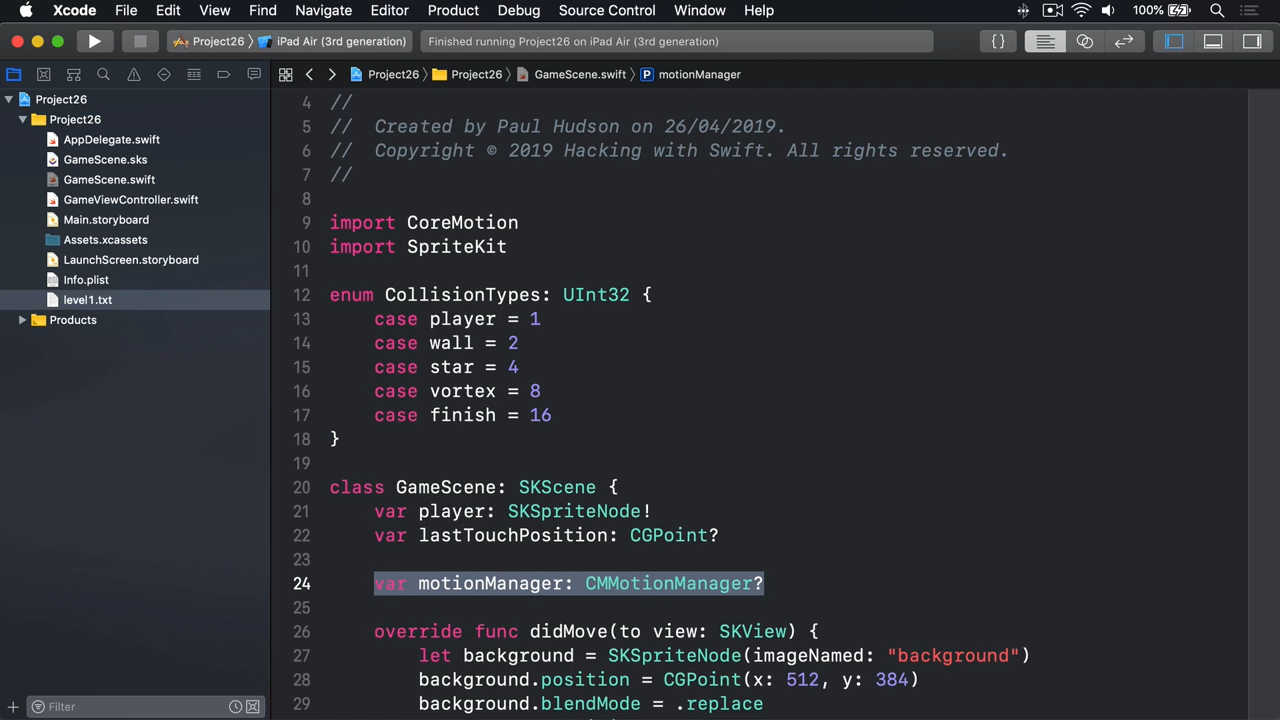 Xcode File Edit View Find Navigate Editor Product Debug Source Control Window Help 100%
Project26 iPad Air (3rd generation) Finished running Project26 on iPad Air (3rd generation)
Project26 Project26 GameScene.swift P motionManager
Project26
Project26
AppDelegate.swift
GameScene.sks
GameScene.swift
GameViewController.swift
Main.storyboard
Assets.xcassets
LaunchScreen.storyboard
Info.plist
level1.txt
Products
Filter
4 //
5 // Created by Paul Hudson on 26/04/2019.
6 // Copyright © 2019 Hacking with Swift. All rights reserved.
7 //
8
9 import CoreMotion
10 import SpriteKit
11
12 enum CollisionTypes: UInt32 {
13 case player = 1
14 case wall = 2
15 case star = 4
16 case vortex = 8
17 case finish = 16
18 }
19
20 class GameScene: SKScene {
21 var player: SKSpriteNode!
22 var lastTouchPosition: CGPoint?
23
24 var motionManager: CMMotionManager?
25
26 override func didMove(to view: SKView) {
27 let background = SKSpriteNode(imageNamed: "background")
28 background.position = CGPoint(x: 512, y: 384)
29 background.blendMode = .replace